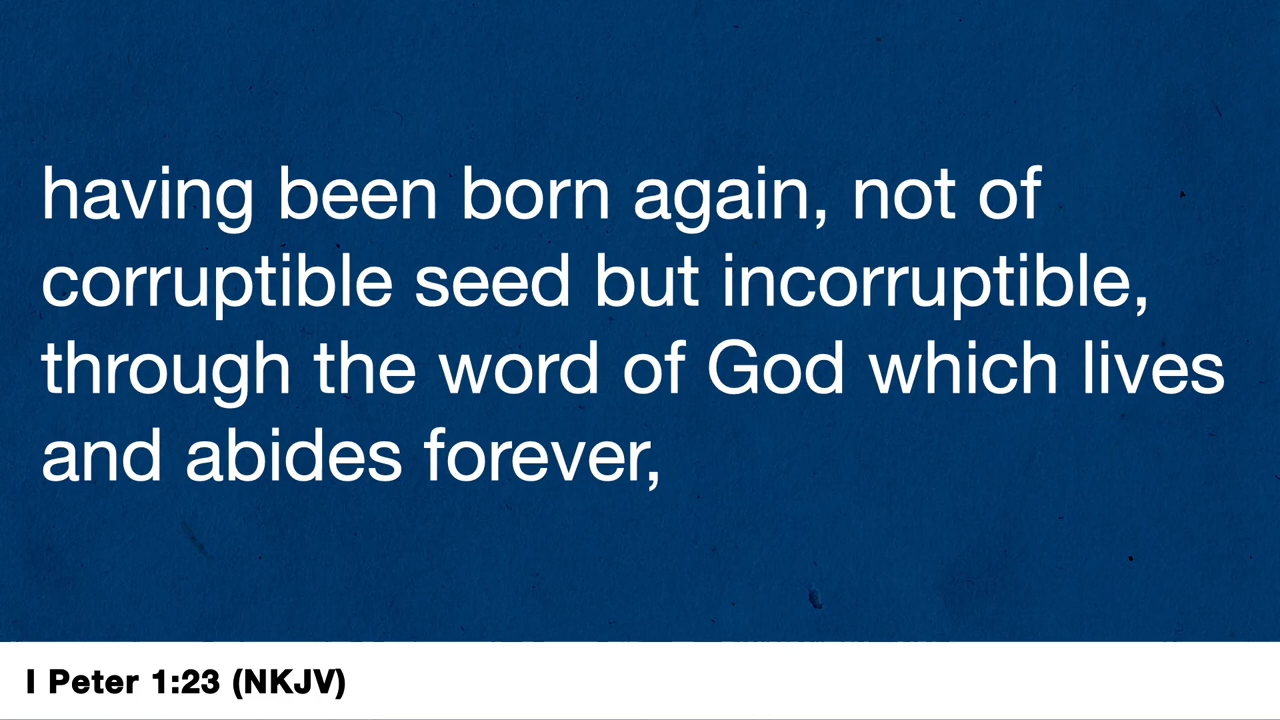 having been born again, not of
corruptible seed but incorruptible,
through the word of God which lives
and abides forever,
I Peter 1:23 (NKJV)